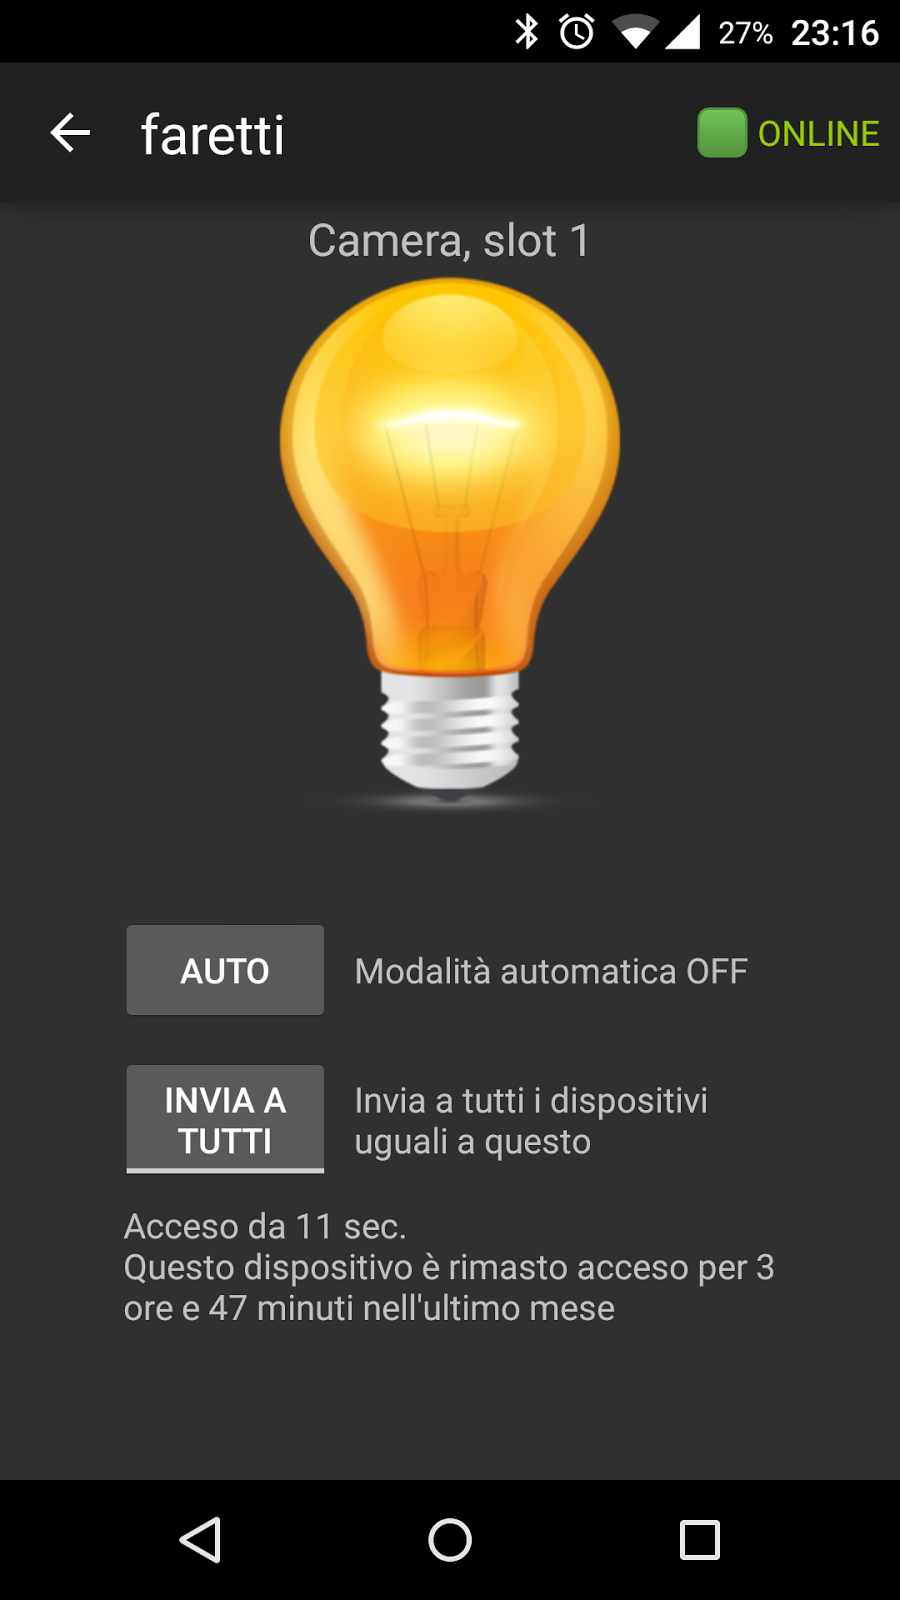 27% 23:16
faretti ONLINE
Camera, slot 1
AUTO Modalità automatica OFF
INVIA A
TUTTI
Invia a tutti i dispositivi
uguali a questo
Acceso da 11 sec.
Questo dispositivo è rimasto acceso per 3
ore e 47 minuti nell'ultimo mese